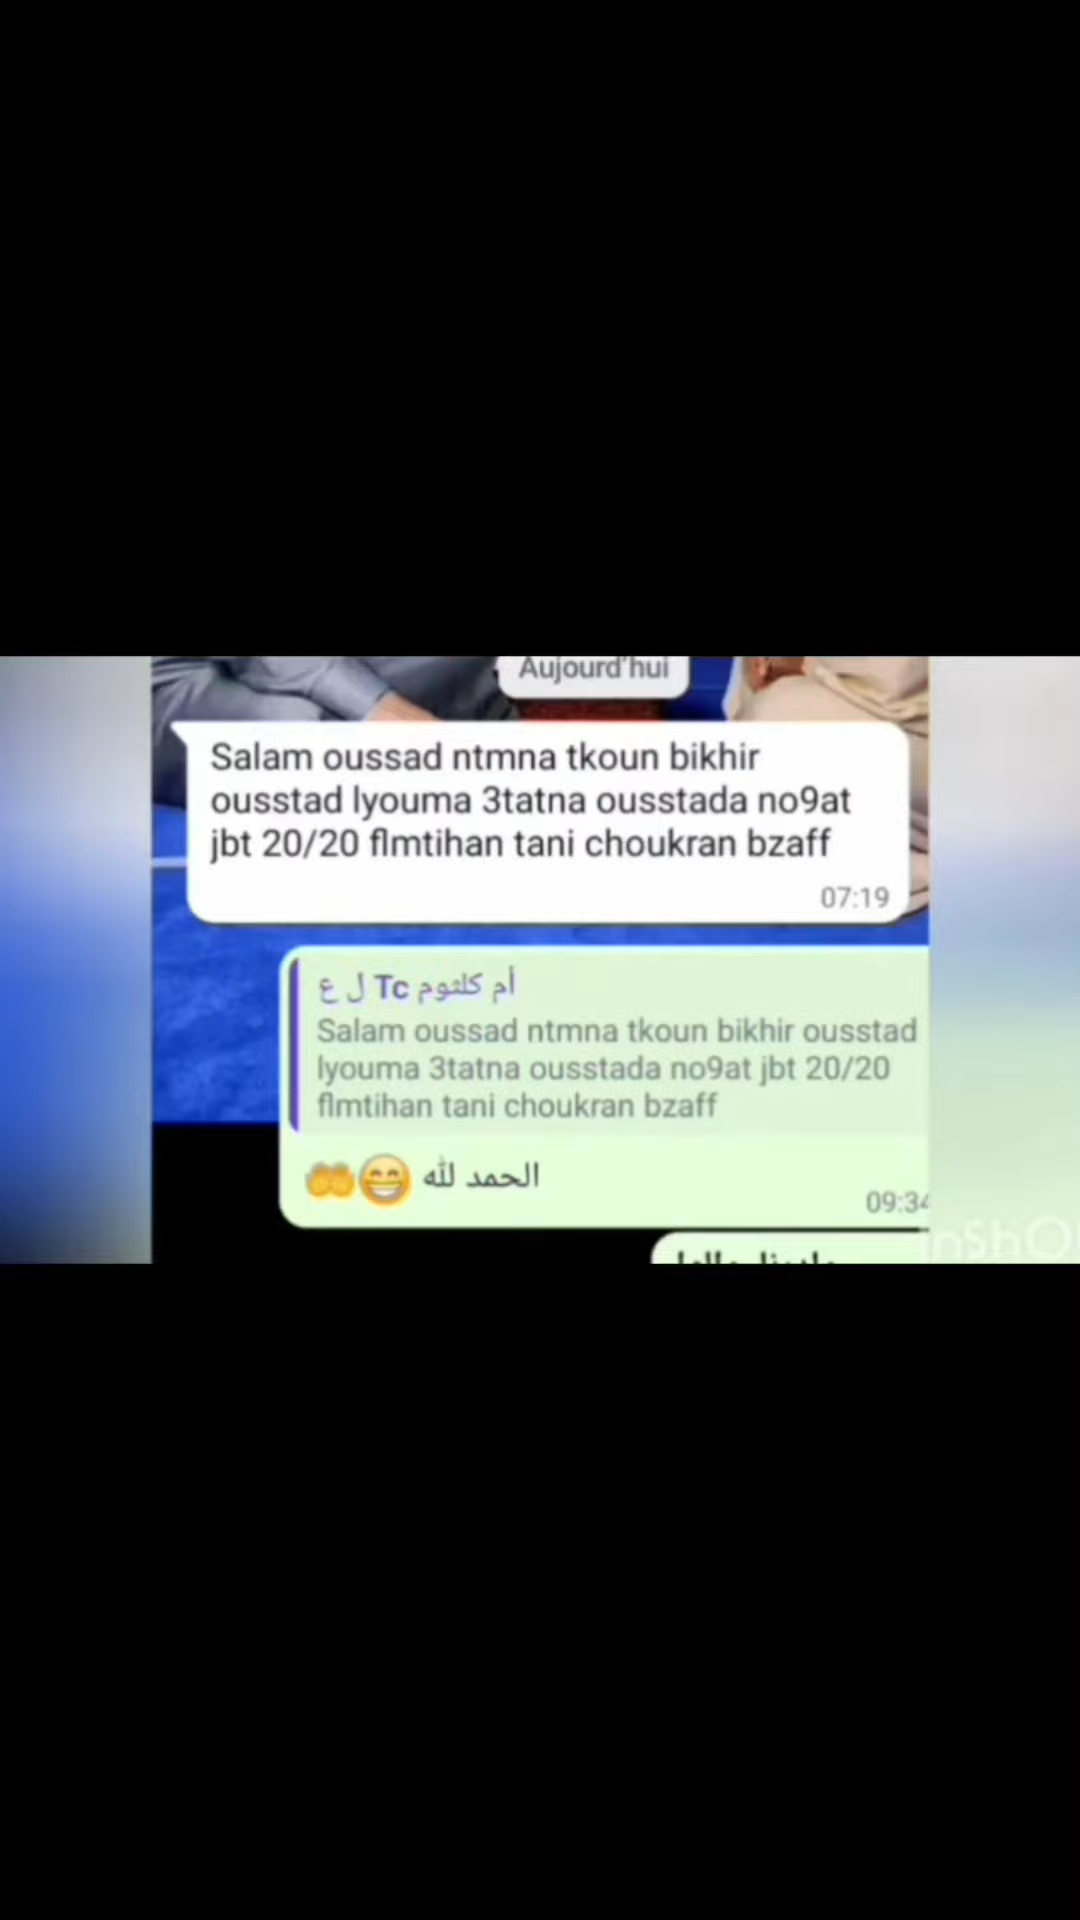 Aujourd'hui
Salam oussad ntmna tkoun bikhir
ousstad lyouma 3tatna ousstada no9at
jbt 20/20 flmtihan tani choukran bzaff
07:19
أم كلثوم Tc ل ع
Salam oussad ntmna tkoun bikhir ousstad
lyouma 3tatna ousstada no9at jbt 20/20
flmtihan tani choukran bzaff
الحمد لله 😁🤲
09:34